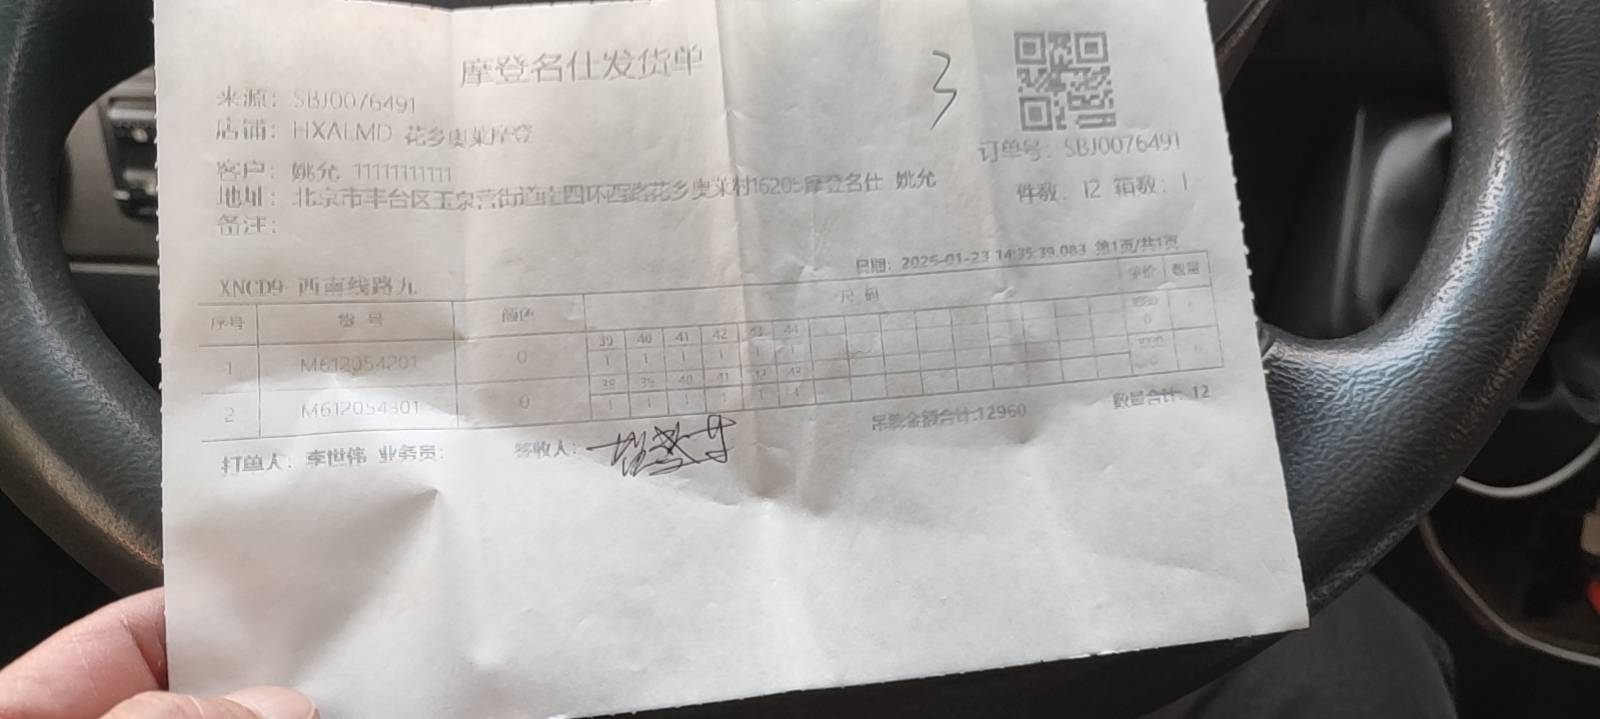 摩登名仕发货单
3
来源: SBJ0076491
店铺: HXALMD 花乡奥莱摩登
订单号: SBJ0076491
客户: 姚允 11111111111
地址: 北京市丰台区玉泉营街道南四环西路花乡奥莱村16205摩登名仕 姚允
件数: 12 箱数: 1
备注:
日期: 2025-01-23 14:35:39.083 第1页/共1页
XNCD9 西南线路九
序号 货号 颜色 尺码 单价 数量
39 40 41 42 43 44
1 M612054201 0 1 1 1 1 1 1
38 39 40 41 42 43
2 M612054301 0 1 1 1 1 1 1
吊牌金额合计:12960 数量合计: 12
打单人: 李世伟 业务员: 签收人: